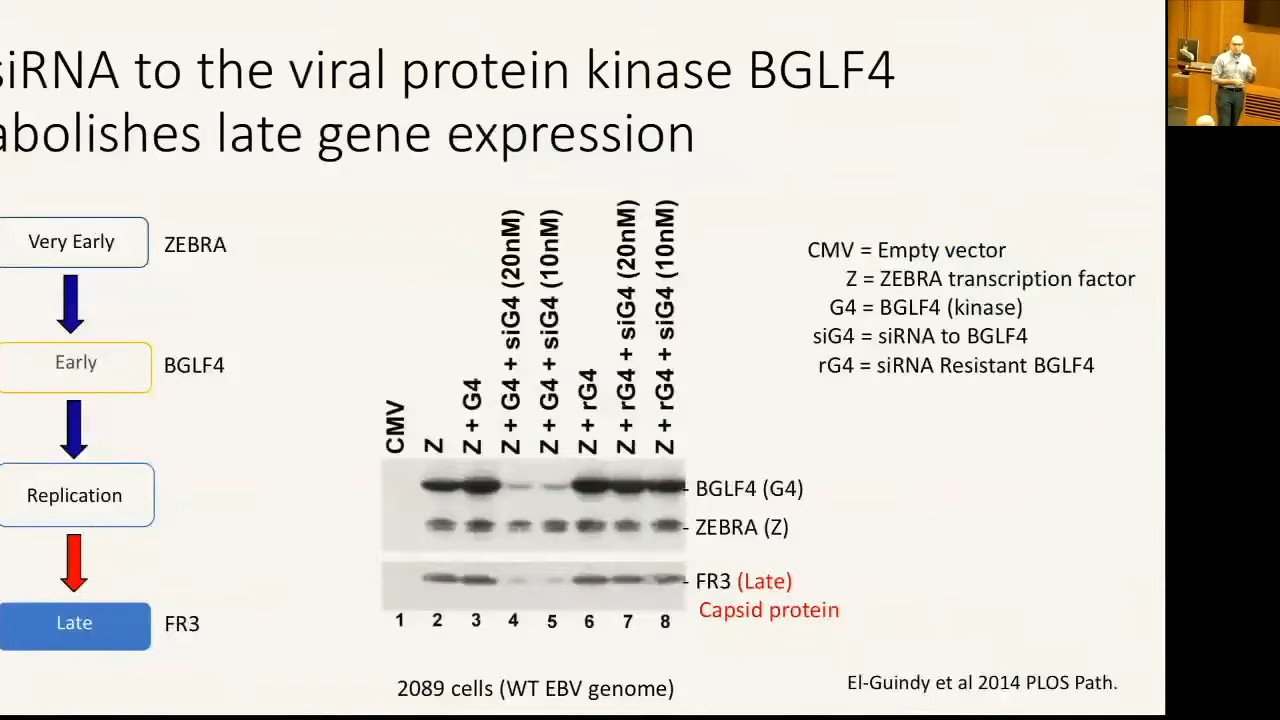 siRNA to the viral protein kinase BGLF4
abolishes late gene expression
Very Early
ZEBRA
Early
BGLF4
Replication
Late
FR3
CMV
Z
Z + G4
Z + G4 + siG4 (20nM)
Z + G4 + siG4 (10nM)
Z + rG4
Z + rG4 + siG4 (20nM)
Z + rG4 + siG4 (10nM)
- BGLF4 (G4)
- ZEBRA (Z)
- FR3 (Late)
Capsid protein
1 2 3 4 5 6 7 8
2089 cells (WT EBV genome)
CMV = Empty vector
Z = ZEBRA transcription factor
G4 = BGLF4 (kinase)
siG4 = siRNA to BGLF4
rG4 = siRNA Resistant BGLF4
El-Guindy et al 2014 PLOS Path.